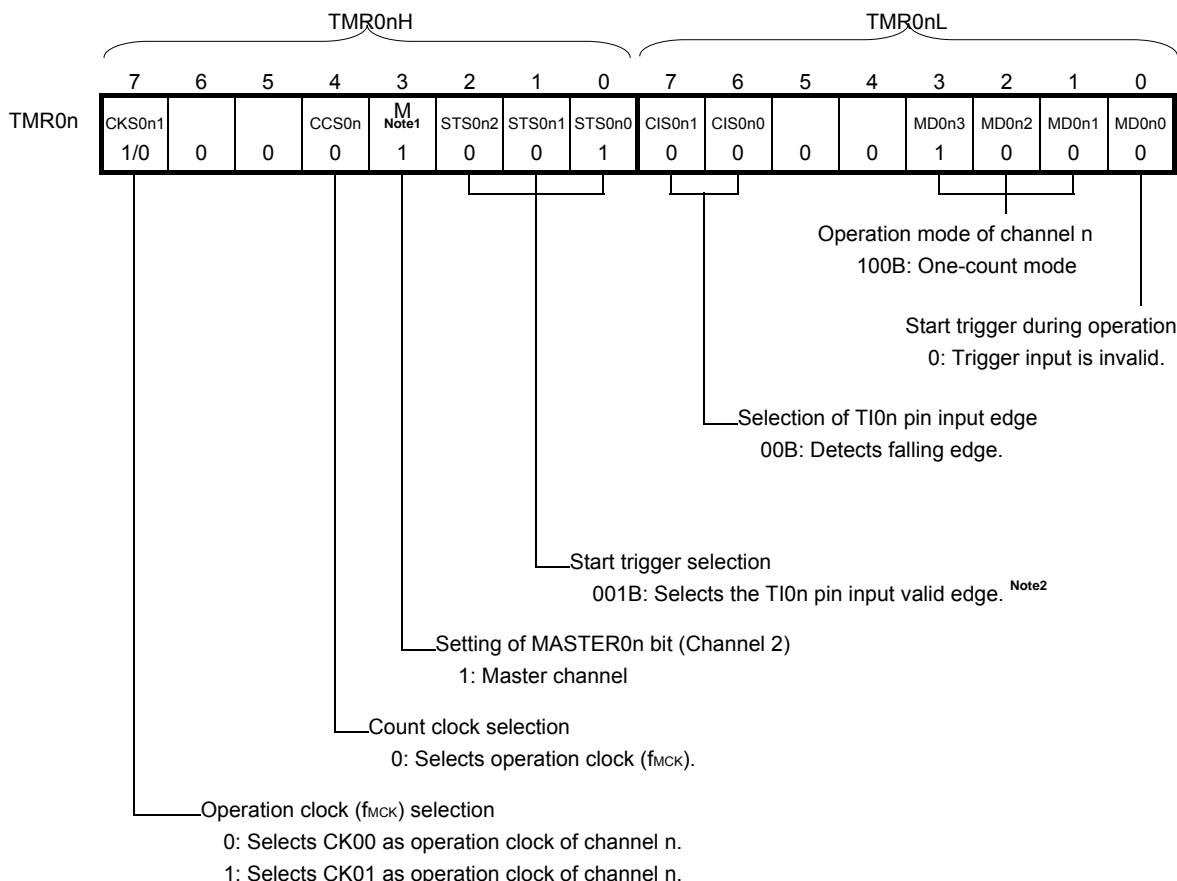 TMR0nH TMR0nL
7 6 5 4 3 2 1 0 7 6 5 4 3 2 1 0
TMR0n CKS0n1 CCS0n M Note1 STS0n2 STS0n1 STS0n0 CIS0n1 CIS0n0 MD0n3 MD0n2 MD0n1 MD0n0
1/0 0 0 0 1 0 0 1 0 0 0 0 1 0 0 0
Operation mode of channel n
100B: One-count mode
Start trigger during operation
0: Trigger input is invalid.
Selection of TI0n pin input edge
00B: Detects falling edge.
Start trigger selection
001B: Selects the TI0n pin input valid edge. Note2
Setting of MASTER0n bit (Channel 2)
1: Master channel
Count clock selection
0: Selects operation clock (fMCK).
Operation clock (fMCK) selection
0: Selects CK00 as operation clock of channel n.
1: Selects CK01 as operation clock of channel n.